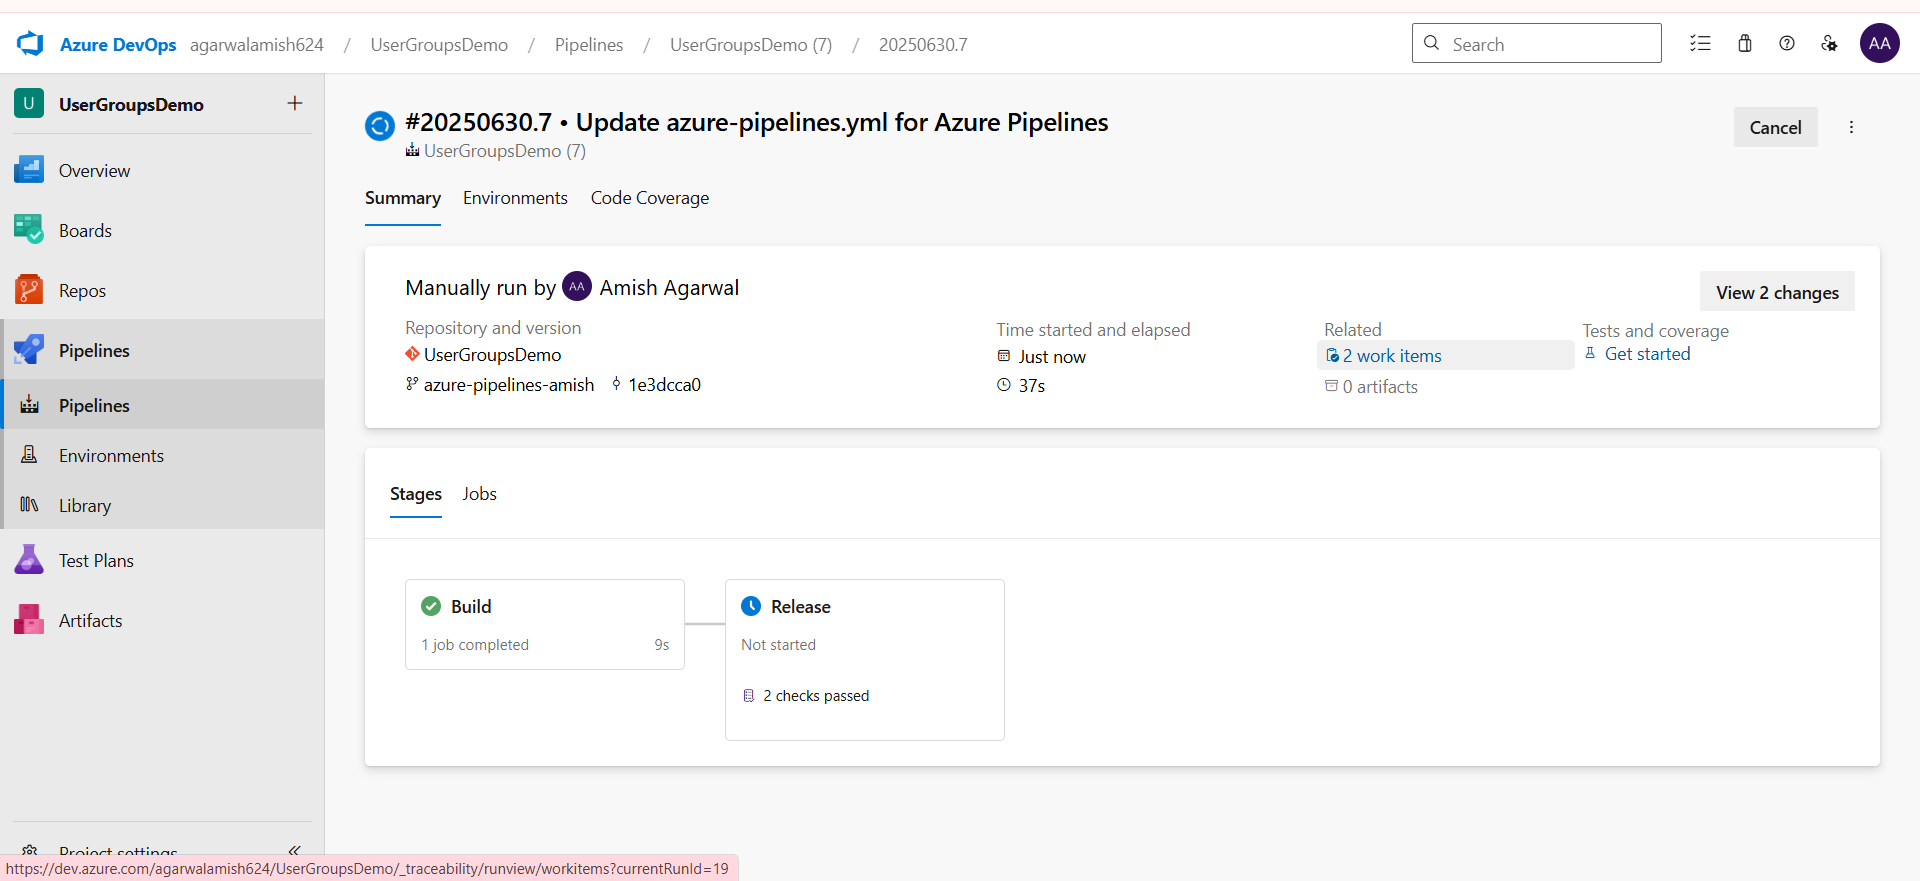 Azure DevOps agarwalamish624 / UserGroupsDemo / Pipelines / UserGroupsDemo (7) / 20250630.7
Search
AA
U UserGroupsDemo +
Overview
Boards
Repos
Pipelines
Pipelines
Environments
Library
Test Plans
Artifacts
Project settings
#20250630.7 • Update azure-pipelines.yml for Azure Pipelines
UserGroupsDemo (7)
Cancel
Summary Environments Code Coverage
Manually run by AA Amish Agarwal
View 2 changes
Repository and version
UserGroupsDemo
azure-pipelines-amish 1e3dcca0
Time started and elapsed
Just now
37s
Related
2 work items
0 artifacts
Tests and coverage
Get started
Stages Jobs
Build
1 job completed 9s
Release
Not started
2 checks passed
https://dev.azure.com/agarwalamish624/UserGroupsDemo/_traceability/runview/workitems?currentRunId=19